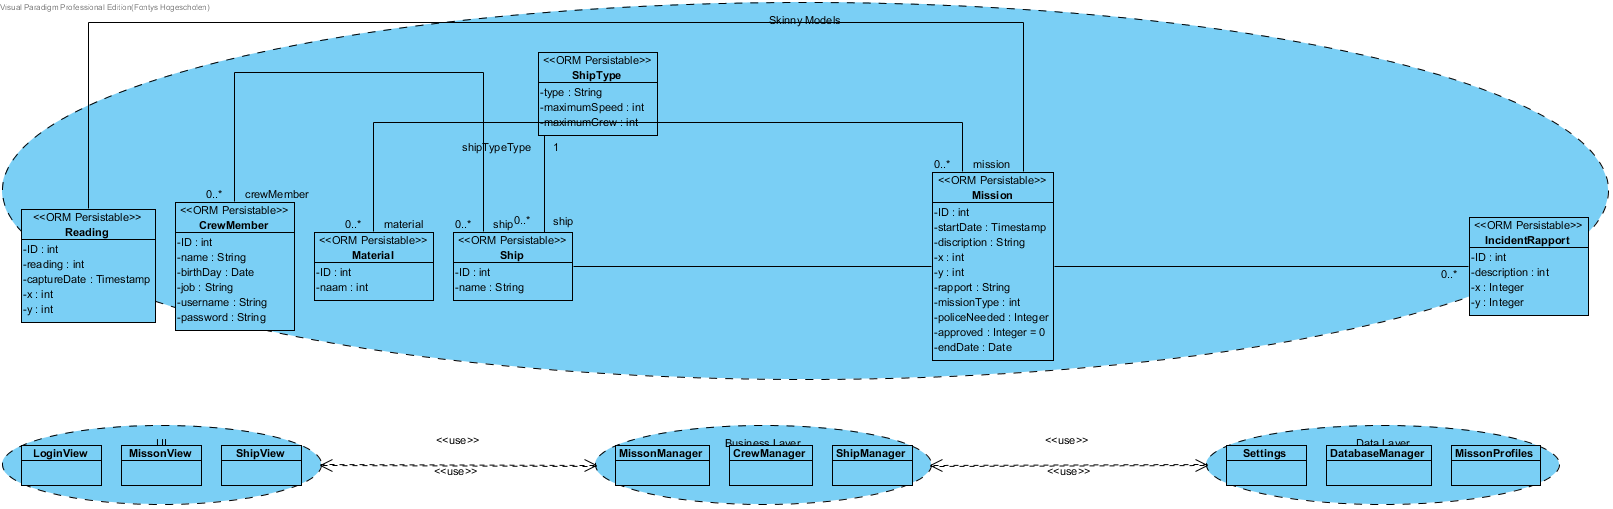 Visual Paradigm Professional Edition(Fontys Hogescholen)
Skinny Models
<<ORM Persistable>>
ShipType
-type : String
-maximumSpeed : int
-maximumCrew : int
shipTypeType
1
0..*
mission
0..*
crewMember
0..*
material
0..*
ship
0..*
ship
<<ORM Persistable>>
Reading
-ID : int
-reading : int
-captureDate : Timestamp
-x : int
-y : int
<<ORM Persistable>>
CrewMember
-ID : int
-name : String
-birthDay : Date
-job : String
-username : String
-password : String
<<ORM Persistable>>
Material
-ID : int
-naam : int
<<ORM Persistable>>
Ship
-ID : int
-name : String
<<ORM Persistable>>
Mission
-ID : int
-startDate : Timestamp
-discription : String
-x : int
-y : int
-rapport : String
-missionType : int
-policeNeeded : Integer
-approved : Integer = 0
-endDate : Date
0..*
<<ORM Persistable>>
IncidentRapport
-ID : int
-description : int
-x : Integer
-y : Integer
UI
LoginView
MissonView
ShipView
<<use>>
<<use>>
Business Layer
MissonManager
CrewManager
ShipManager
<<use>>
<<use>>
Data Layer
Settings
DatabaseManager
MissonProfiles